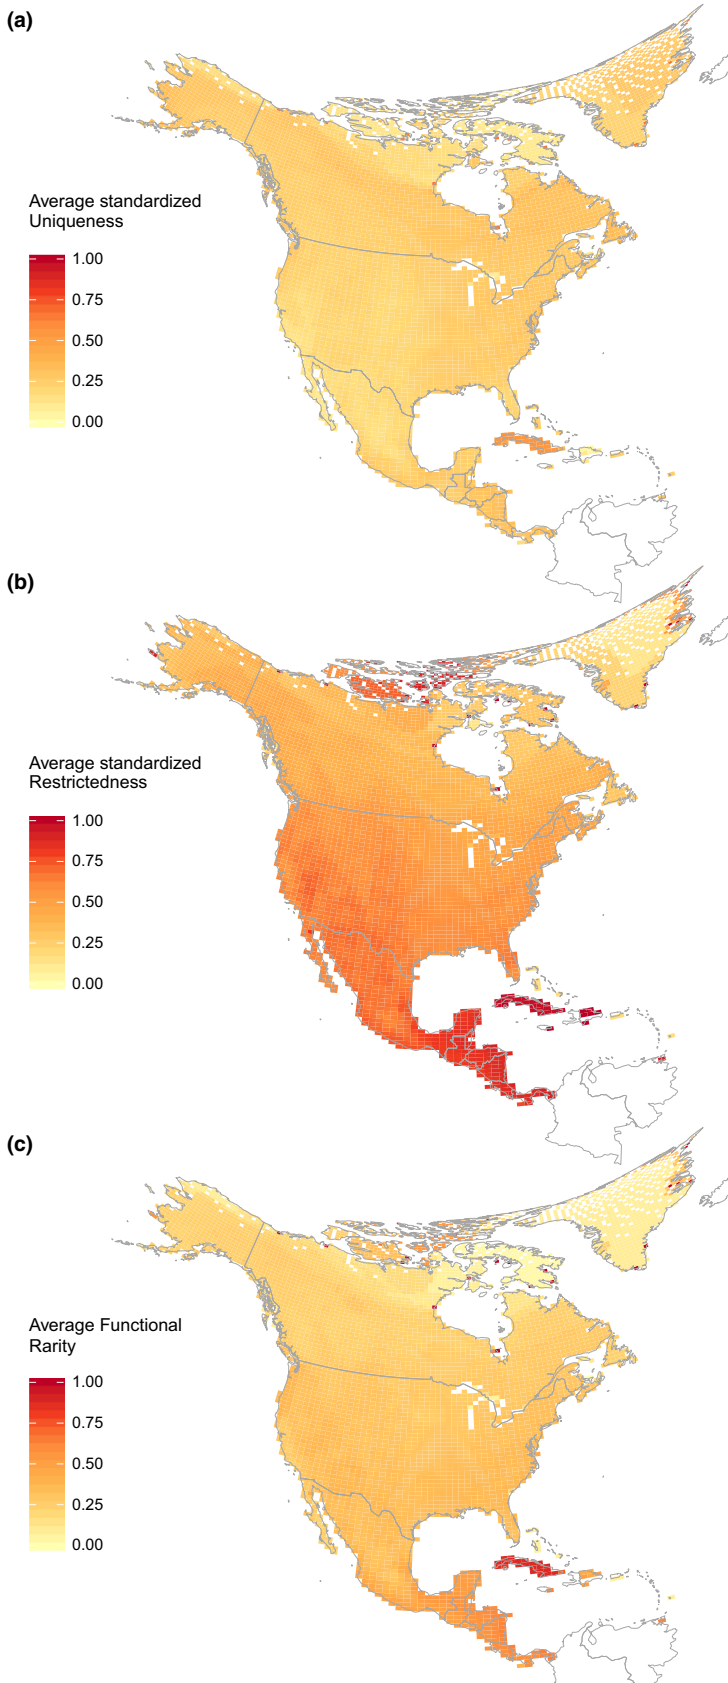 (a)
Average standardized
Uniqueness
1.00
0.75
0.50
0.25
0.00
(b)
Average standardized
Restrictedness
1.00
0.75
0.50
0.25
0.00
(c)
Average Functional
Rarity
1.00
0.75
0.50
0.25
0.00